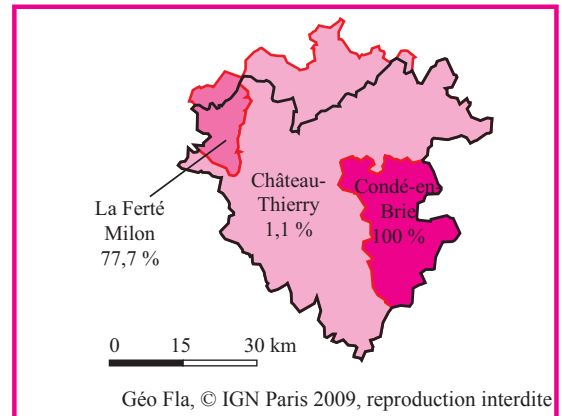 Château-
Thierry
1,1 %
Condé-en-
Brie
100 %
La Ferté
Milon
77,7 %
0 15 30 km
Géo Fla, © IGN Paris 2009, reproduction interdite